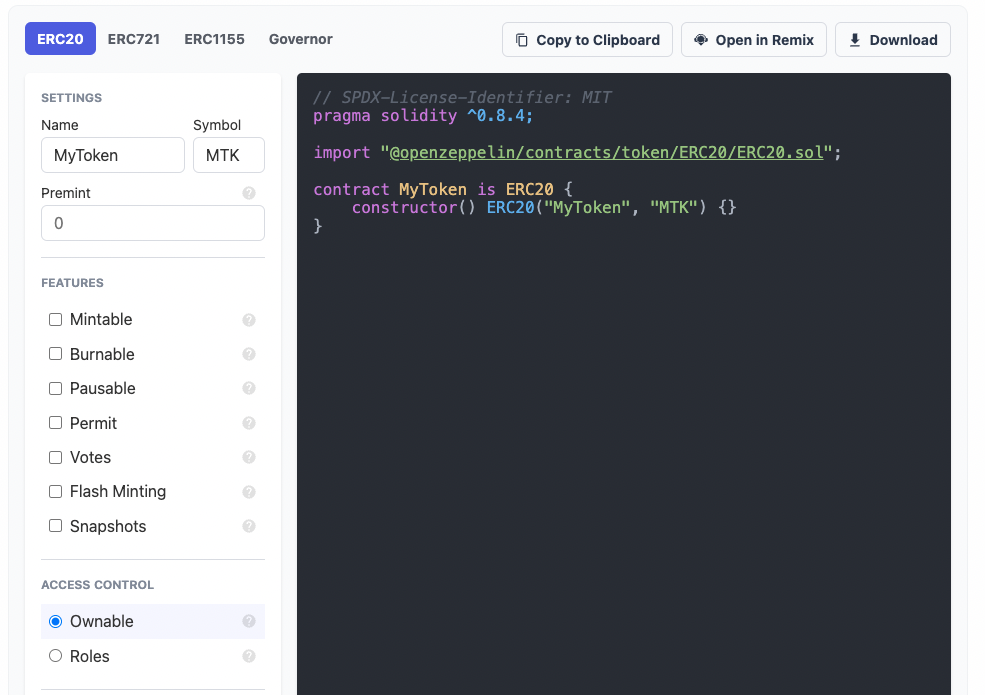 ERC20 ERC721 ERC1155 Governor Copy to Clipboard Open in Remix Download
SETTINGS
Name Symbol
MyToken MTK
Premint ?
0
FEATURES
Mintable ?
Burnable ?
Pausable ?
Permit ?
Votes ?
Flash Minting ?
Snapshots ?
ACCESS CONTROL
Ownable ?
Roles ?
// SPDX-License-Identifier: MIT
pragma solidity ^0.8.4;
import "@openzeppelin/contracts/token/ERC20/ERC20.sol";
contract MyToken is ERC20 {
    constructor() ERC20("MyToken", "MTK") {}
}